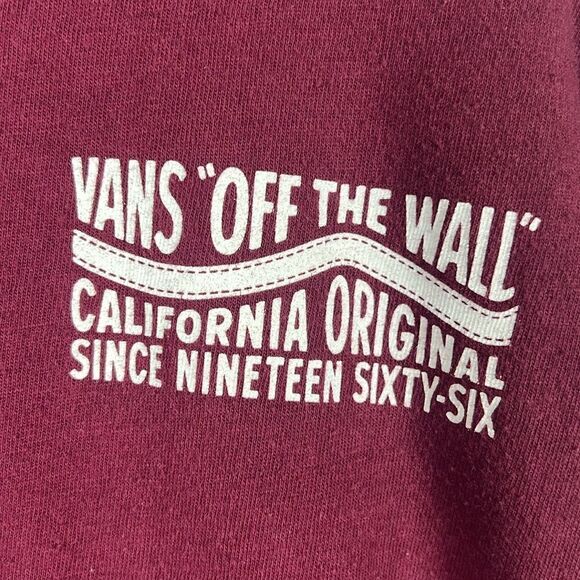 VANS "OFF THE WALL"
CALIFORNIA ORIGINAL
SINCE NINETEEN SIXTY-SIX